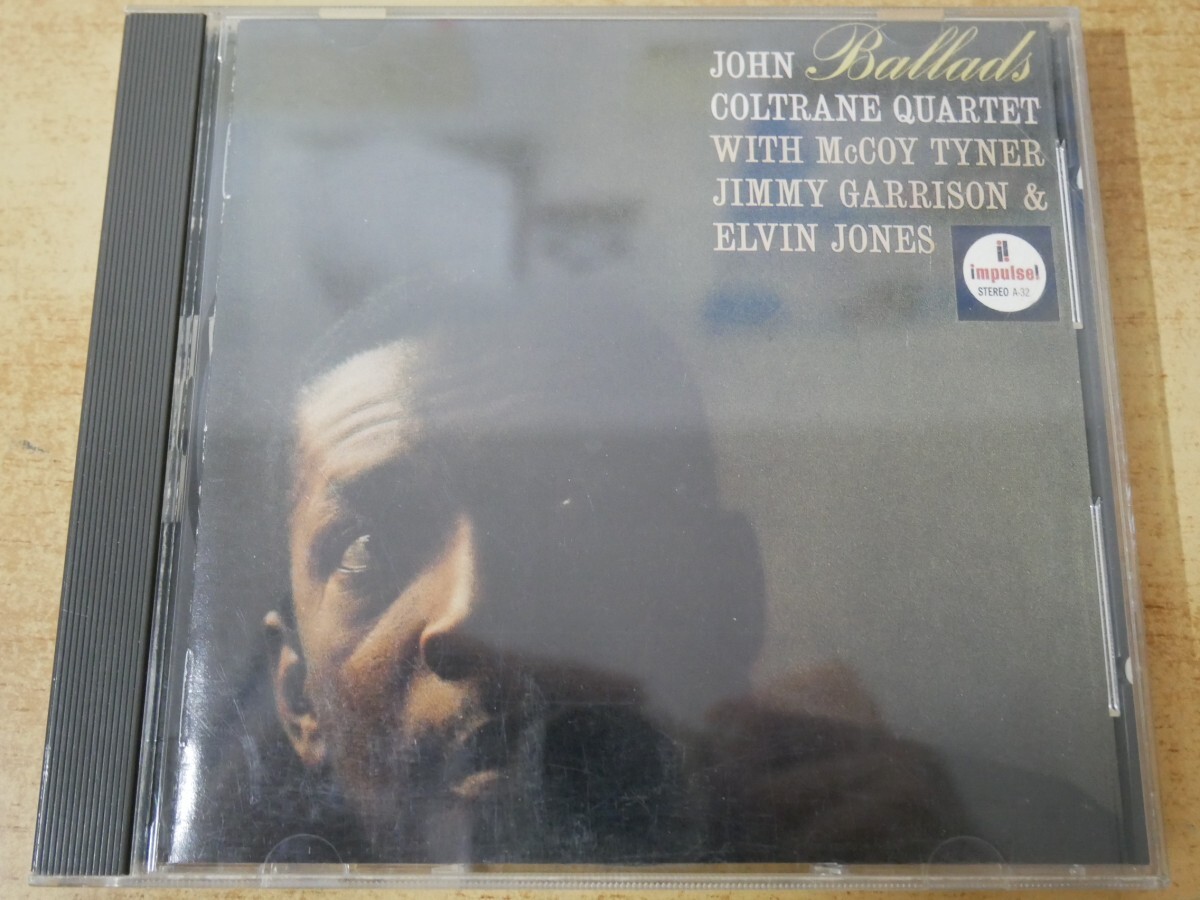 JOHN Ballads
COLTRANE QUARTET
WITH McCOY TYNER
JIMMY GARRISON &
ELVIN JONES
impulse!
STEREO A-32